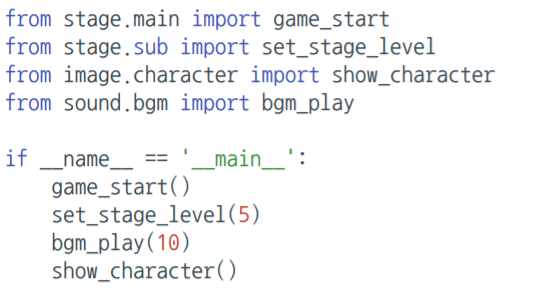 from stage.main import game_start
from stage.sub import set_stage_level
from image.character import show_character
from sound.bgm import bgm_play

if __name__ == '__main__':
    game_start()
    set_stage_level(5)
    bgm_play(10)
    show_character()